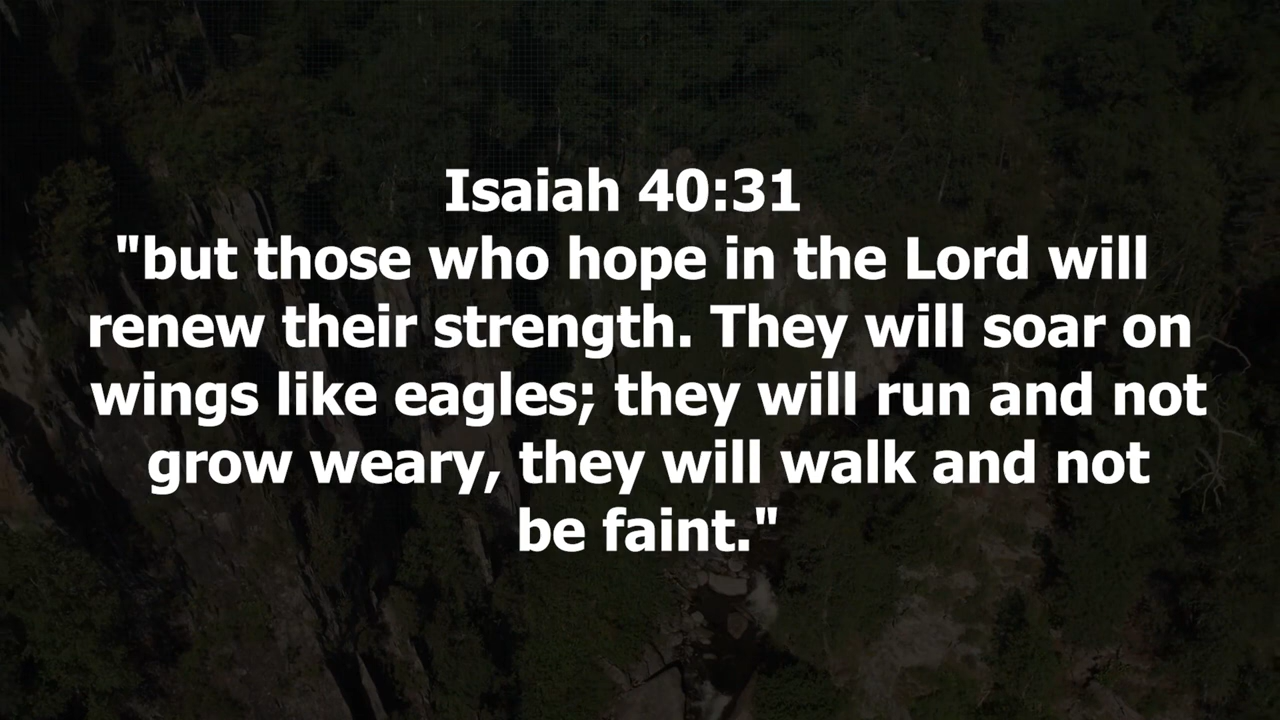 Isaiah 40:31
"but those who hope in the Lord will
renew their strength. They will soar on
wings like eagles; they will run and not
grow weary, they will walk and not
be faint."